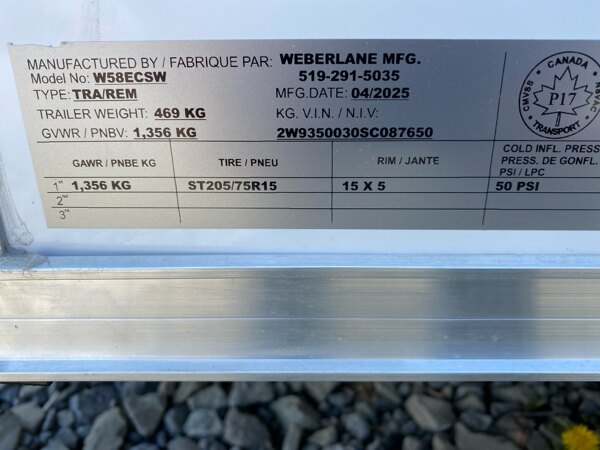 MANUFACTURED BY / FABRIQUE PAR: WEBERLANE MFG.
Model No: W58ECSW 519-291-5035
TYPE: TRA/REM MFG.DATE: 04/2025
TRAILER WEIGHT: 469 KG KG. V.I.N. / N.I.V:
GVWR / PNBV: 1,356 KG 2W9350030SC087650
CANADA
CMVSS NSVAC
P17
TRANSPORT
GAWR / PNBE KG TIRE / PNEU RIM / JANTE COLD INFL. PRESS.
PRESS. DE GONFL.
PSI / LPC
1" 1,356 KG ST205/75R15 15 X 5 50 PSI
2"
3"